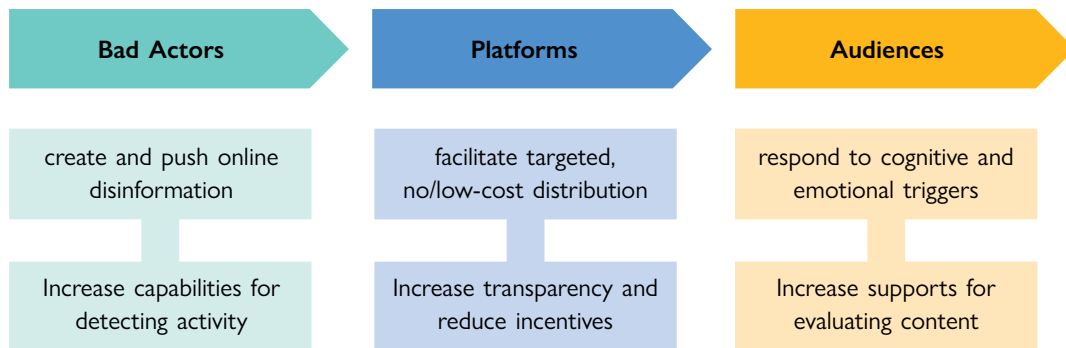 Bad Actors
Platforms
Audiences
create and push online
disinformation
facilitate targeted,
no/low-cost distribution
respond to cognitive and
emotional triggers
Increase capabilities for
detecting activity
Increase transparency and
reduce incentives
Increase supports for
evaluating content